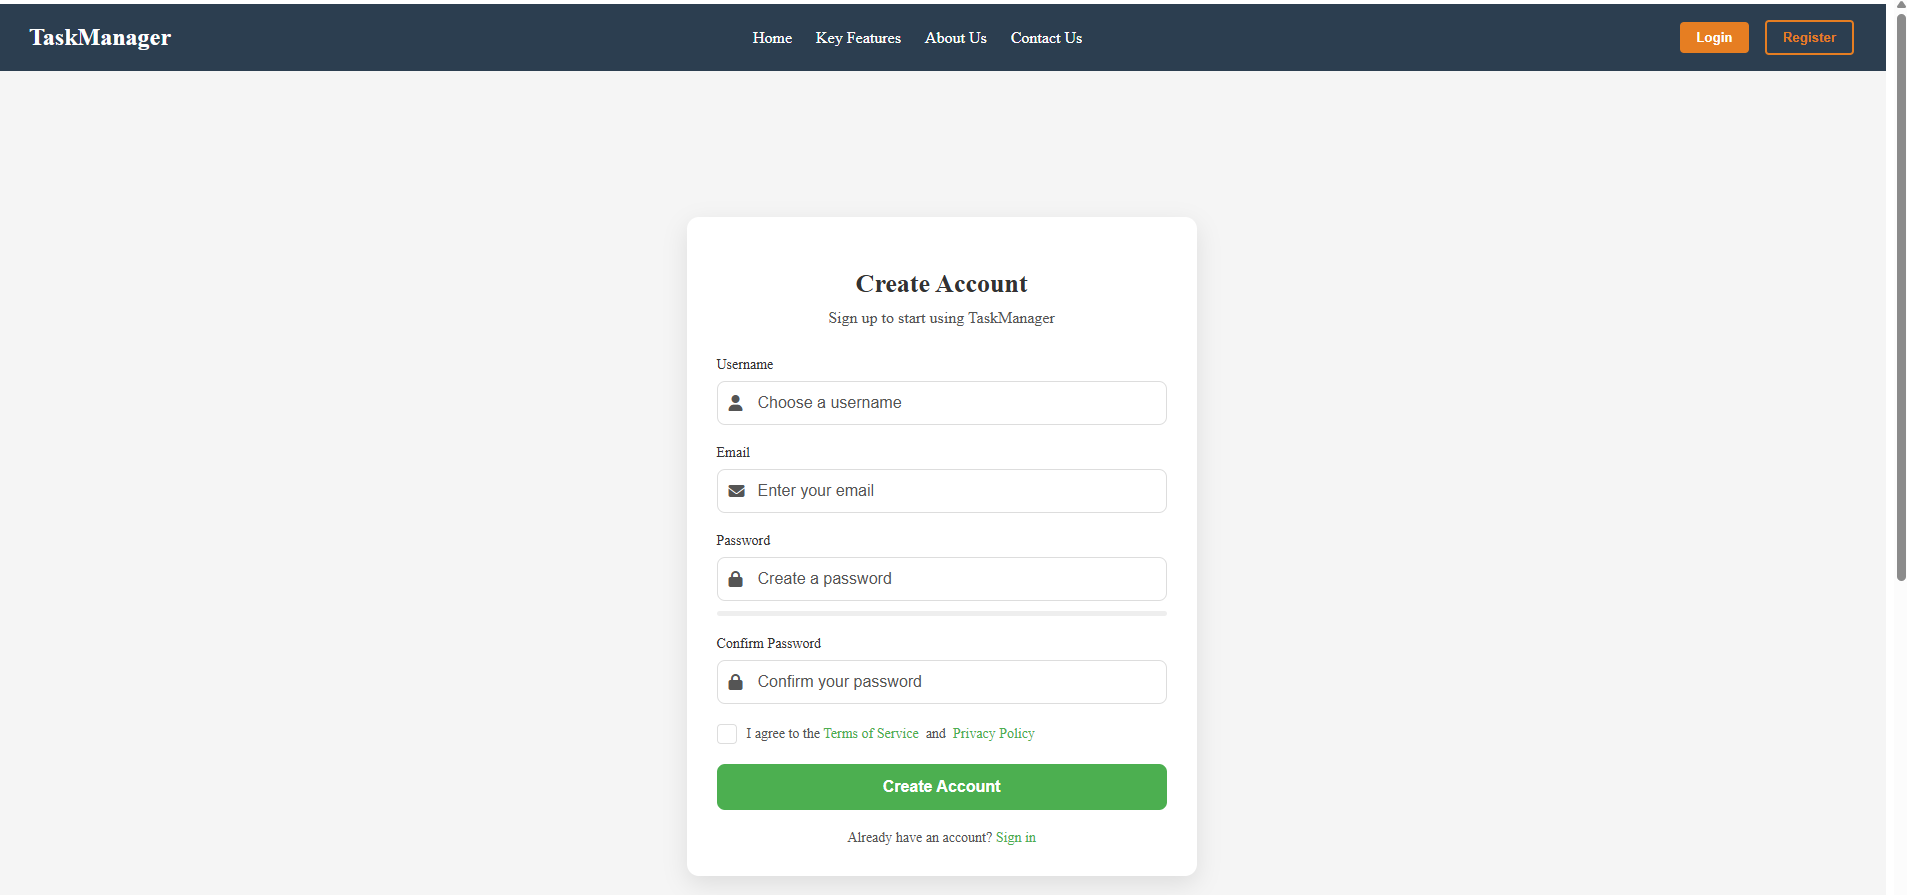 TaskManager
Home Key Features About Us Contact Us
Login Register
Create Account
Sign up to start using TaskManager
Username
Choose a username
Email
Enter your email
Password
Create a password
Confirm Password
Confirm your password
I agree to the Terms of Service and Privacy Policy
Create Account
Already have an account? Sign in